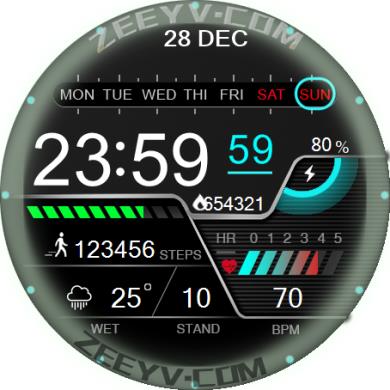 ZEEYV-COM
28 DEC
MON TUE WED THI FRI SAT SUN
23:59 59 80 %
654321
HR 0 1 2 3 4 5
123456 STEPS
25° 10 70
WET STAND BPM
ZEEYV-COM